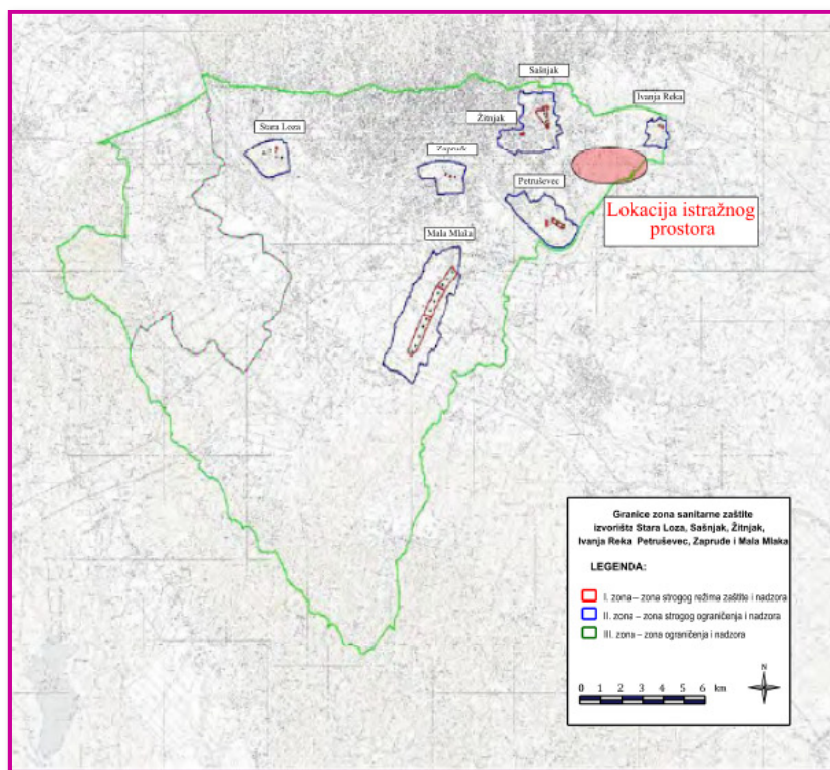 Sašnjak
Ivanja Reka
Žitnjak
Stara Loza
Zapruđe
Petruševec
Lokacija istražnog
prostora
Mala Mlaka
Granice zona sanitarne zaštite
izvorišta Stara Loza, Sašnjak, Žitnjak,
Ivanja Reka Petruševec, Zapruđe i Mala Mlaka
LEGENDA:
I. zona – zona strogog režima zaštite i nadzora
II. zona – zona strogog ograničenja i nadzora
III. zona – zona ograničenja i nadzora
N
0 1 2 3 4 5 6 km